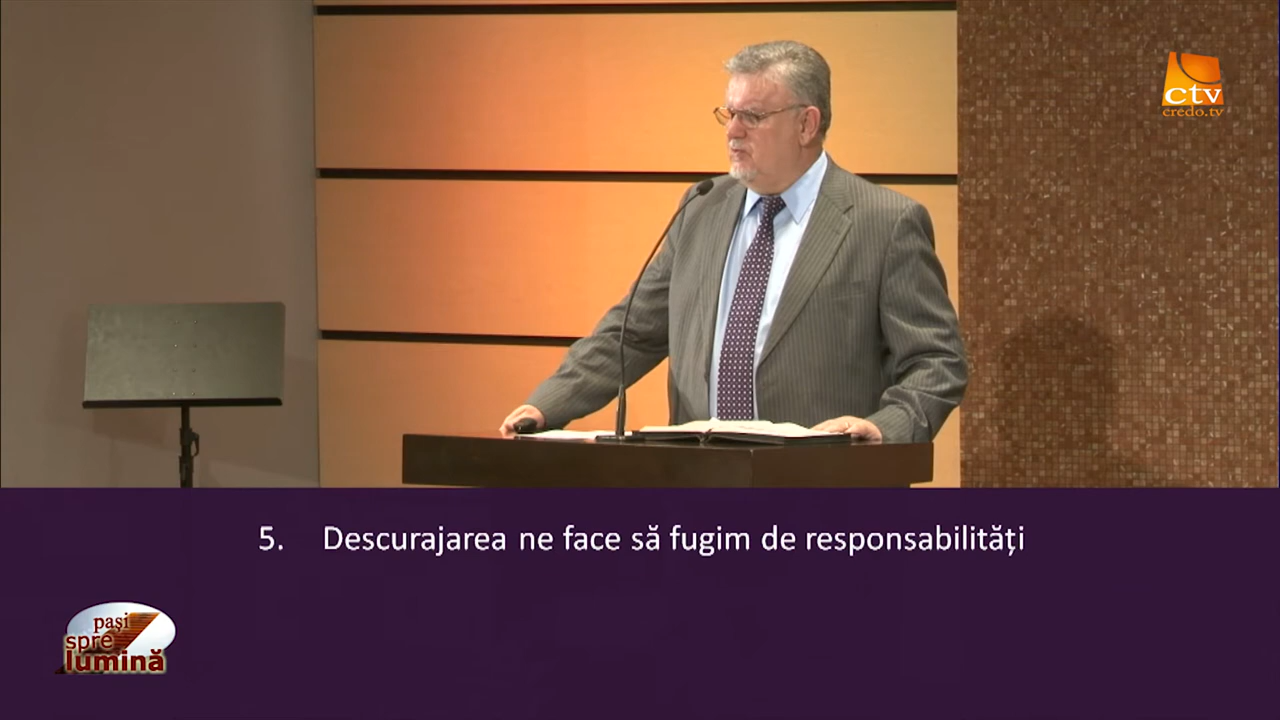 ctv
credo.tv
5. Descurajarea ne face să fugim de responsabilități
pași
spre
lumină